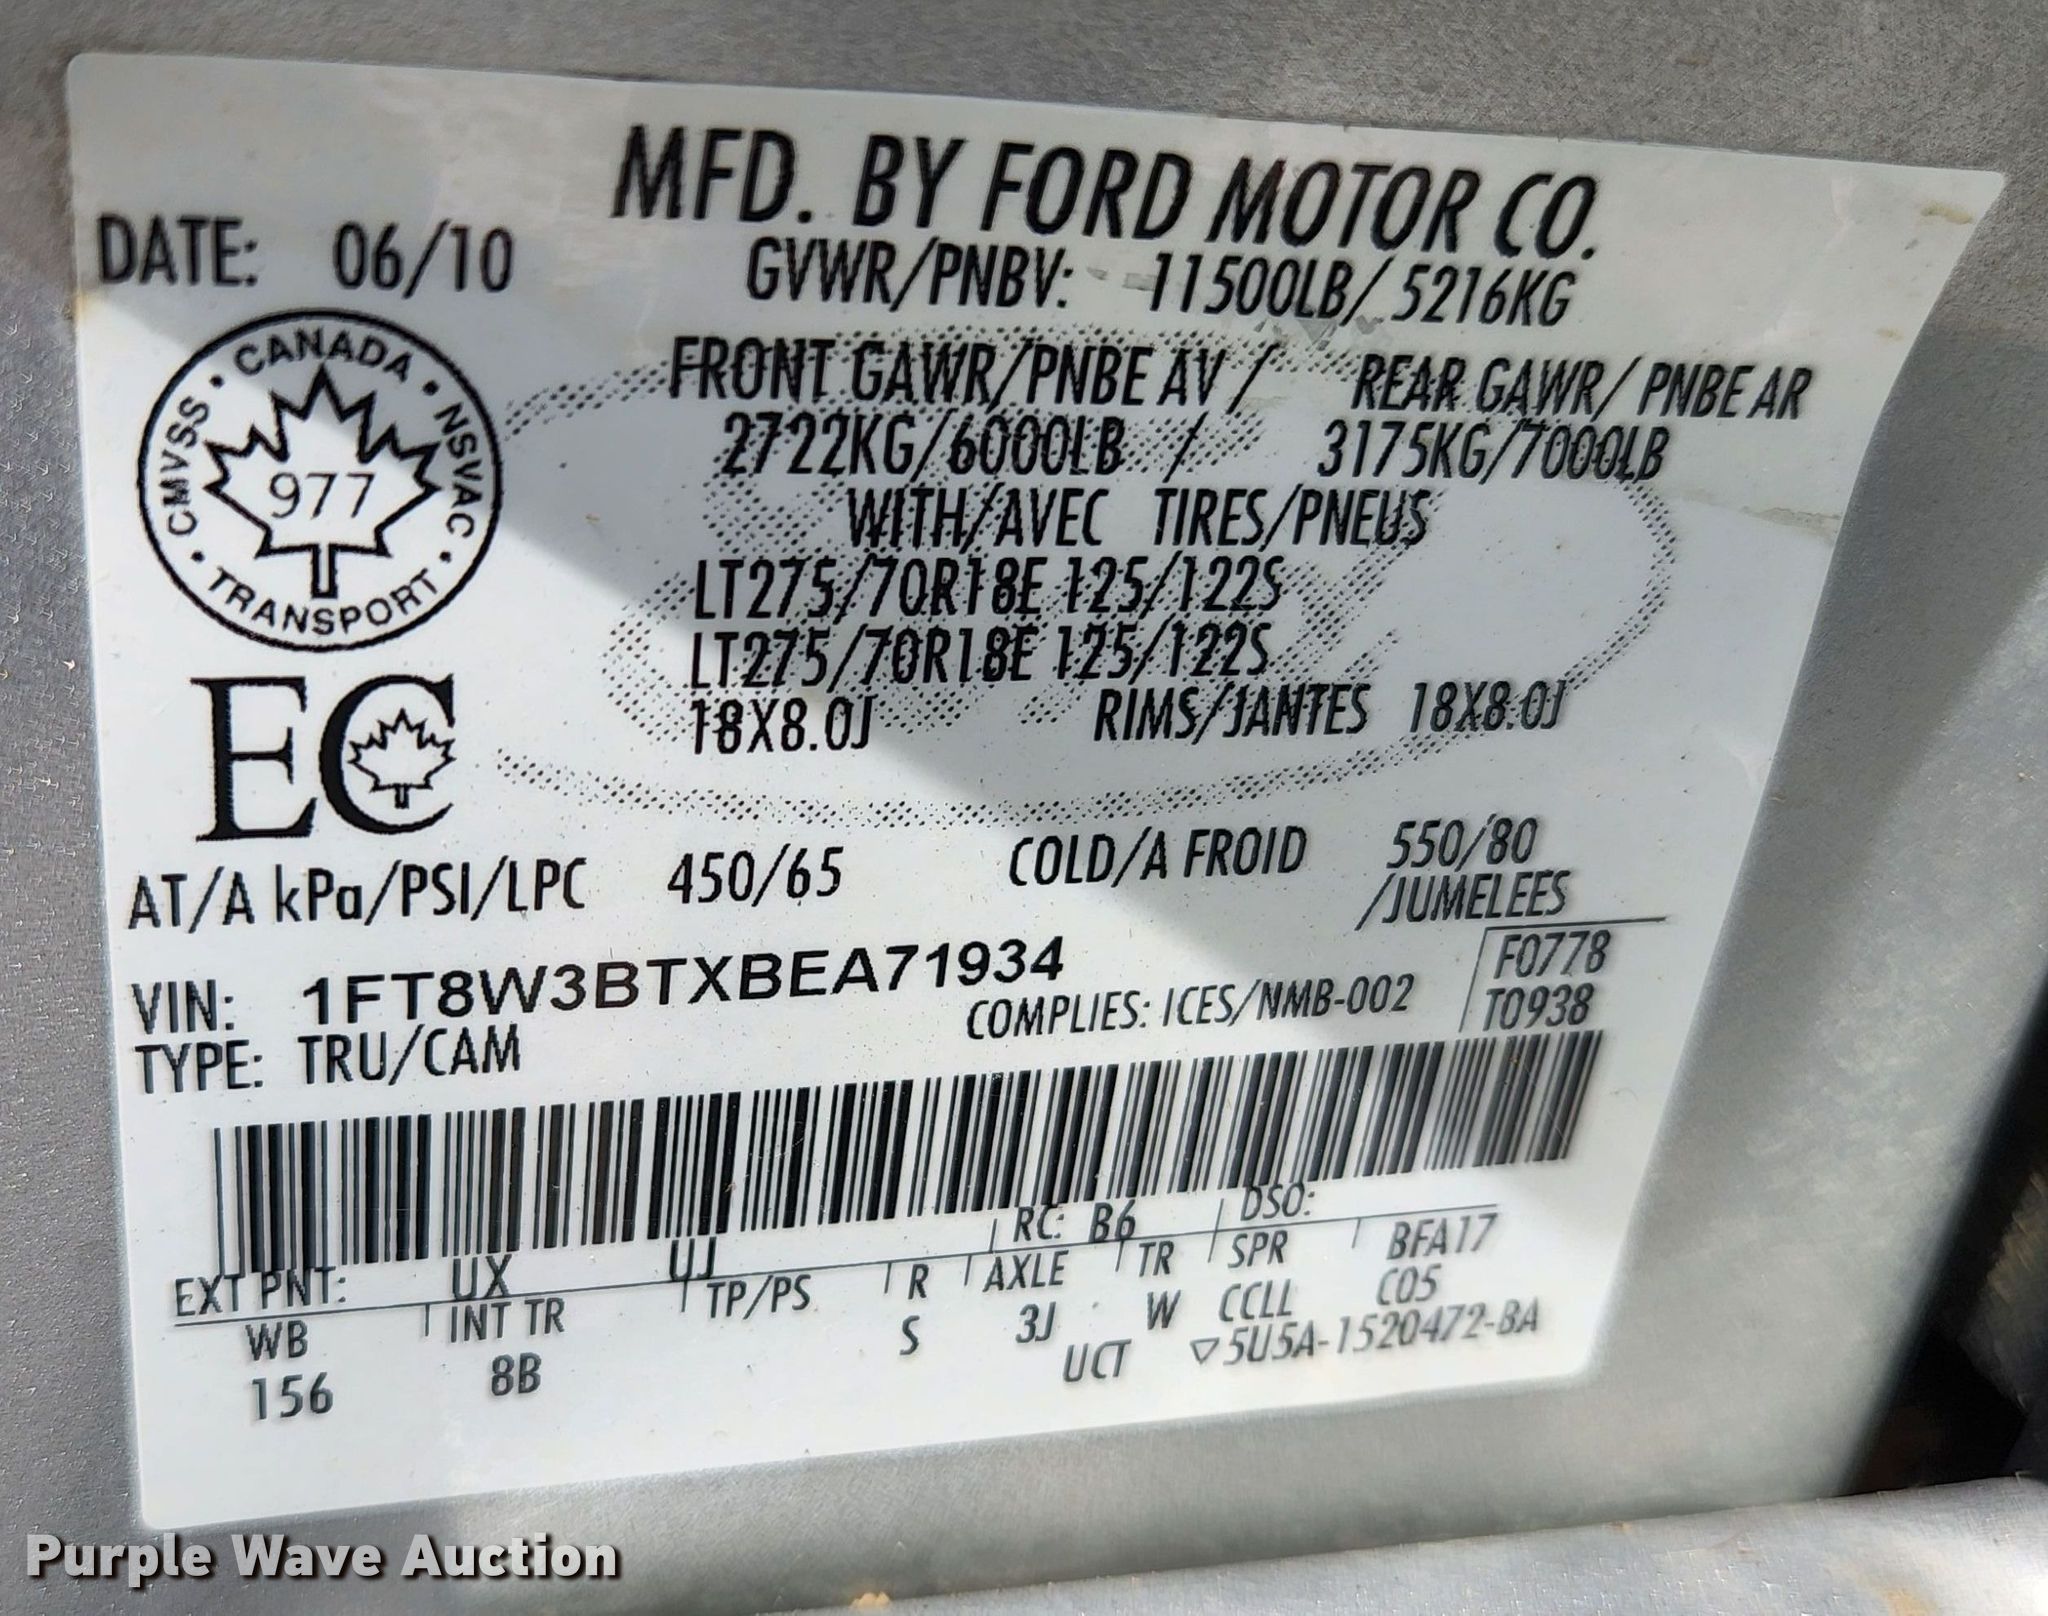 MFD. BY FORD MOTOR CO.
DATE: 06/10
GVWR/PNBV: 11500LB/ 5216KG
CANADA · NSVAC · TRANSPORT · CMVSS ·
977
FRONT GAWR/PNBE AV / REAR GAWR/ PNBE AR
2722KG/6000LB / 3175KG/7000LB
WITH/AVEC TIRES/PNEUS
LT275/70R18E 125/122S
LT275/70R18E 125/122S
18X8.0J RIMS/JANTES 18X8.0J
EC
AT/A kPa/PSI/LPC 450/65 COLD/A FROID 550/80
/JUMELEES
VIN: 1FT8W3BTXBEA71934
F0778
COMPLIES: ICES/NMB-002
T0938
TYPE: TRU/CAM
RC: B6 DSO:
EXT PNT: UX UJ
WB INT TR TP/PS R AXLE TR SPR BFA17
156 8B S 3J W CCLL C05
UCT ▽5U5A-1520472-BA
Purple Wave Auction